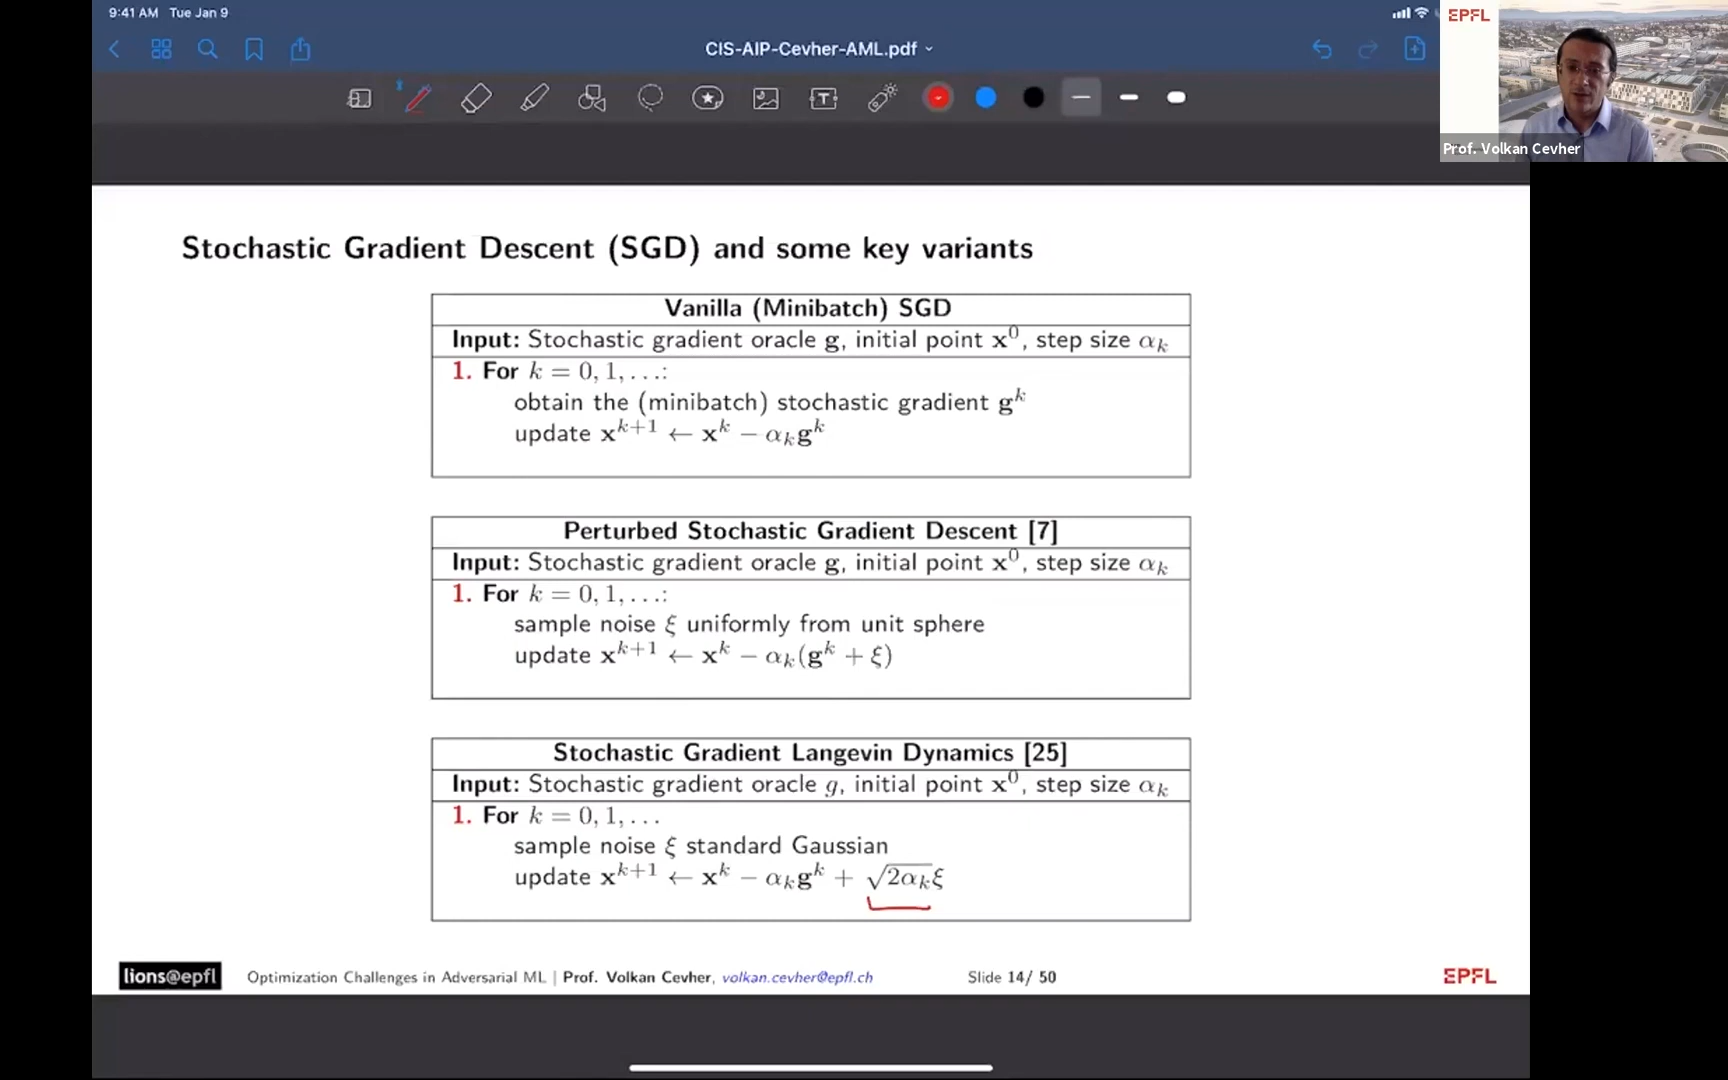 9:41 AM Tue Jan 9
CIS-AIP-Cevher-AML.pdf
EPFL
Prof. Volkan Cevher
Stochastic Gradient Descent (SGD) and some key variants
Vanilla (Minibatch) SGD
Input: Stochastic gradient oracle g, initial point x⁰, step size αₖ
1. For k = 0, 1, . . .:
obtain the (minibatch) stochastic gradient gᵏ
update xᵏ⁺¹ ← xᵏ − αₖgᵏ
Perturbed Stochastic Gradient Descent [7]
Input: Stochastic gradient oracle g, initial point x⁰, step size αₖ
1. For k = 0, 1, . . .:
sample noise ξ uniformly from unit sphere
update xᵏ⁺¹ ← xᵏ − αₖ(gᵏ + ξ)
Stochastic Gradient Langevin Dynamics [25]
Input: Stochastic gradient oracle g, initial point x⁰, step size αₖ
1. For k = 0, 1, . . .
sample noise ξ standard Gaussian
update xᵏ⁺¹ ← xᵏ − αₖgᵏ + √2αₖξ
lions@epfl Optimization Challenges in Adversarial ML | Prof. Volkan Cevher, volkan.cevher@epfl.ch Slide 14/ 50 EPFL